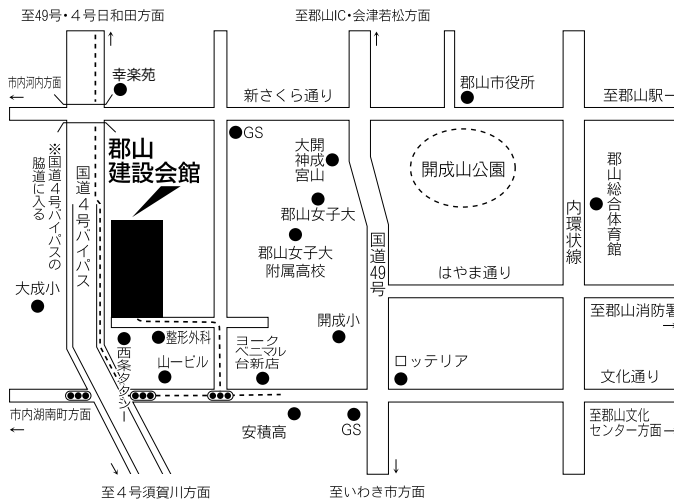 至49号・4号日和田方面
至郡山IC・会津若松方面
市内河内方面
←
幸楽苑
新さくら通り
郡山市役所
至郡山駅→
GS
郡山
建設会館
大開
神成
宮山
開成山公園
郡山総合体育館
※国道4号バイパスの
脇道に入る
国道4号バイパス
郡山女子大
郡山女子大
附属高校
国道49号
内環状線
はやま通り
大成小
至郡山消防署
→
開成小
整形外科
ヨーク
ベニマル
台新店
西条タクシー
山一ビル
ロッテリア
文化通り
市内湖南町方面
←
安積高
GS
至郡山文化
センター方面→
至4号須賀川方面
至いわき市方面